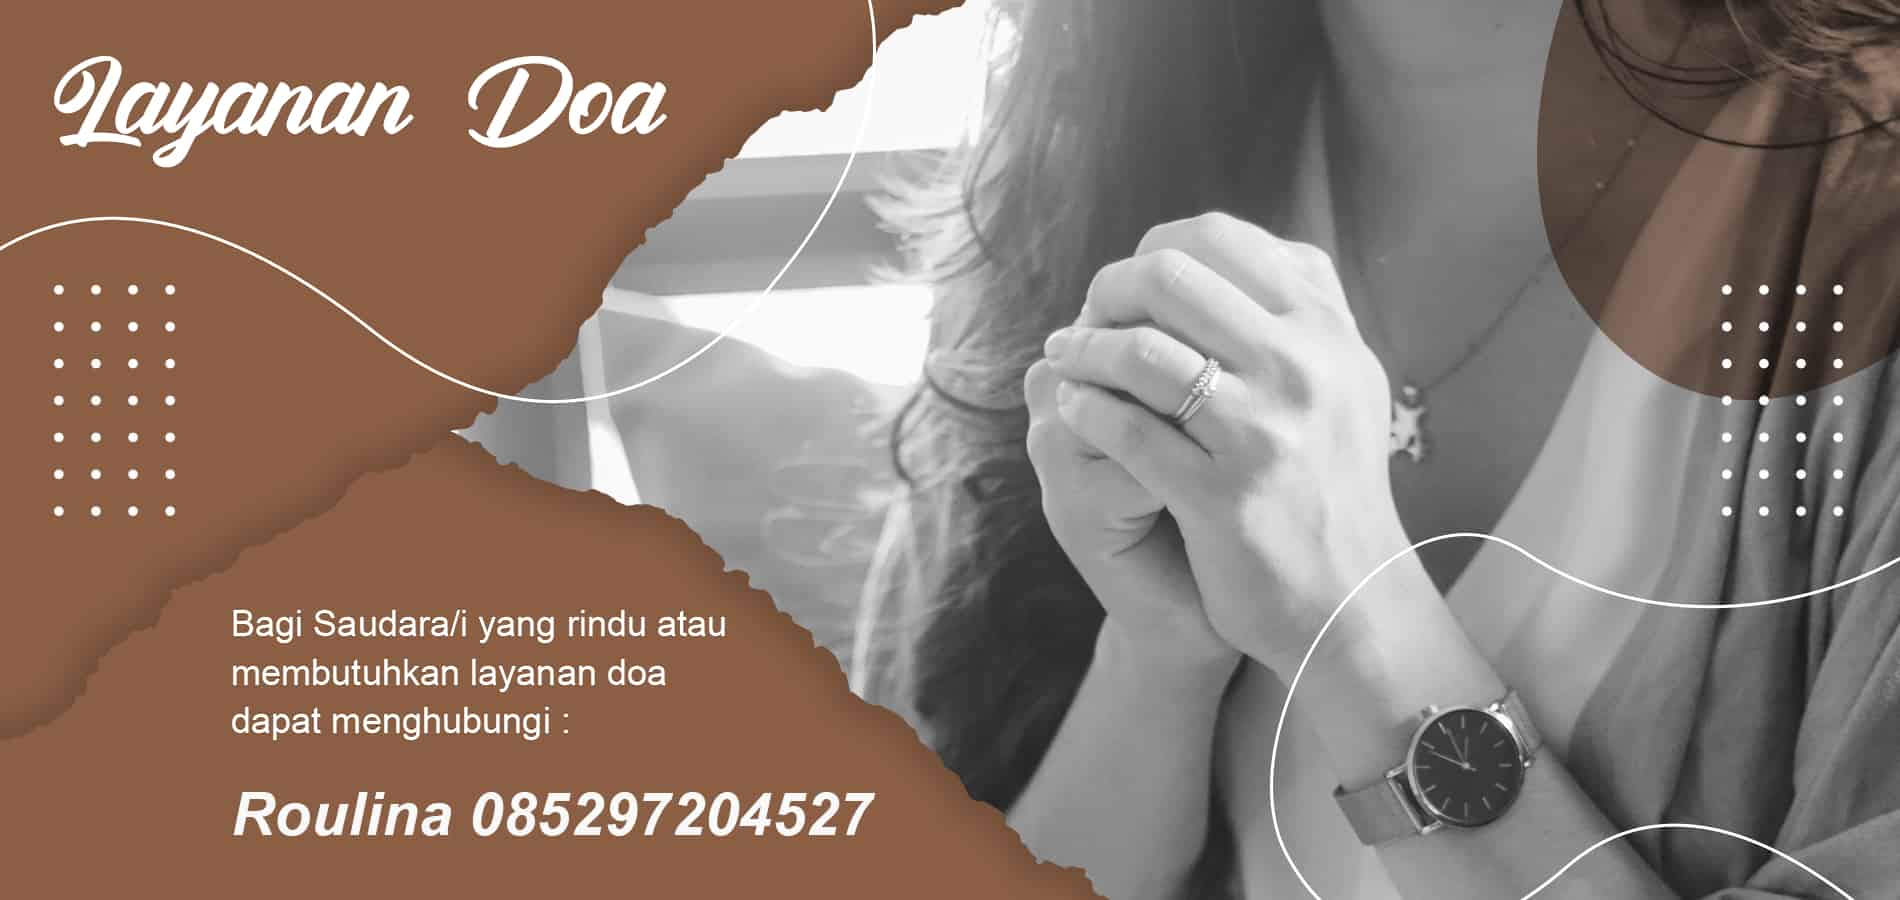 Layanan Doa
Bagi Saudara/i yang rindu atau
membutuhkan layanan doa
dapat menghubungi :
Roulina 085297204527